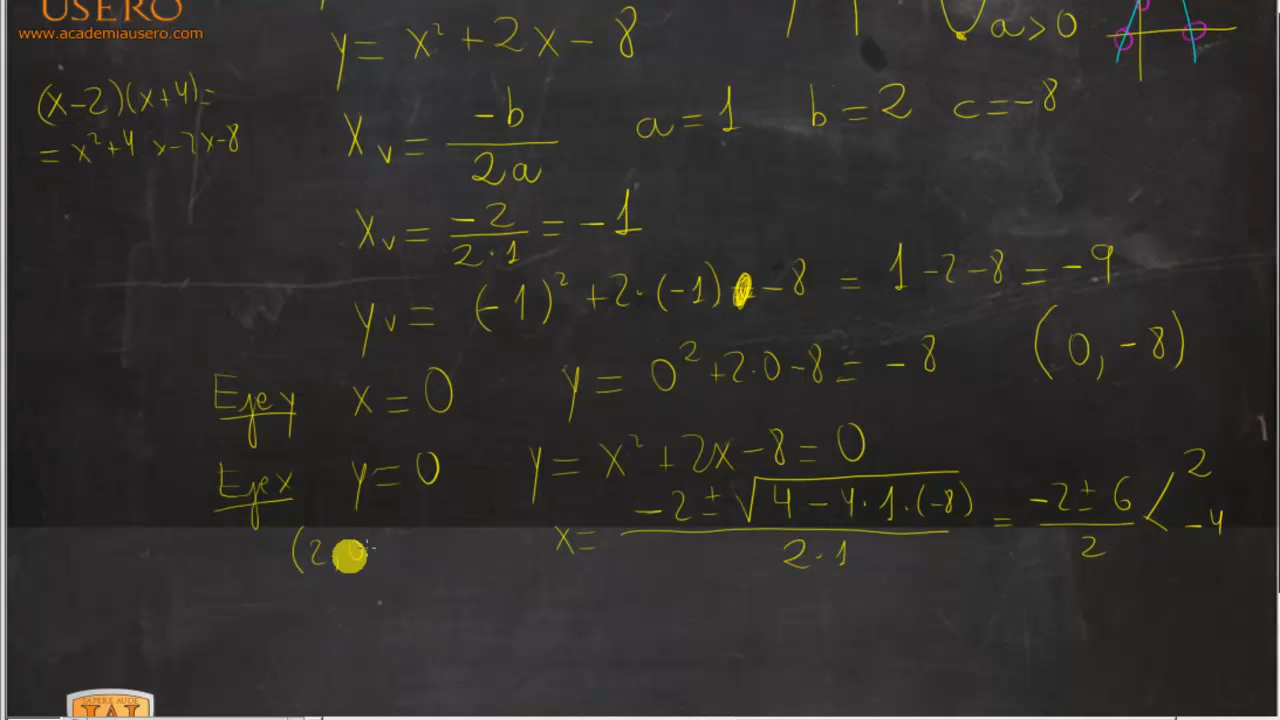 USERO
www.academiausero.com
y = x² + 2x - 8
a > 0
(x-2)(x+4) =
= x² + 4x - 2x - 8
Xv = -b / 2a
a = 1 b = 2 c = -8
Xv = -2 / 2·1 = -1
yv = (-1)² + 2·(-1) - 8 = 1 - 2 - 8 = -9
Eje y x = 0 y = 0² + 2·0 - 8 = -8 (0, -8)
Eje x y = 0 y = x² + 2x - 8 = 0
x = -2 ± √4 - 4·1·(-8) / 2·1 = -2 ± 6 / 2 < 2 -4
(2,
SAPERE AUDE